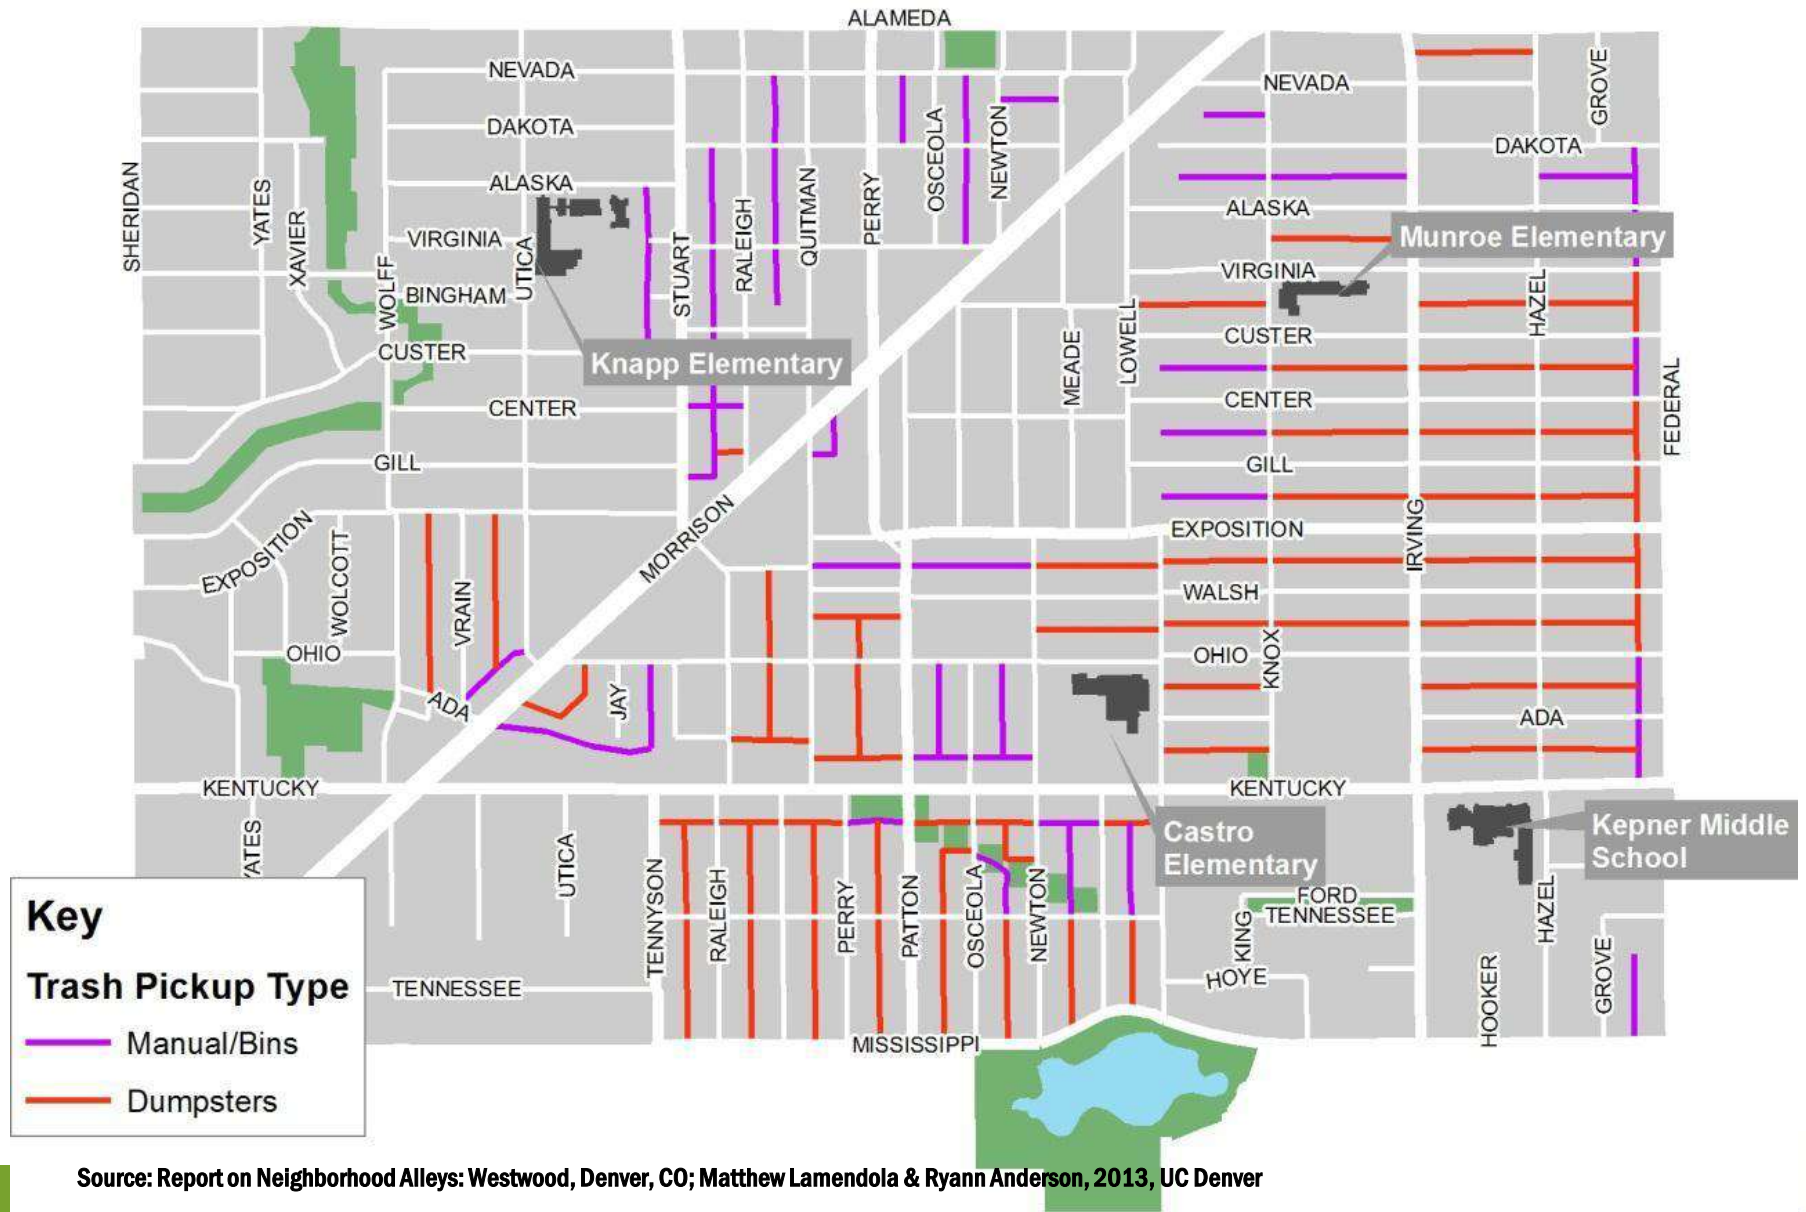 ALAMEDA
NEVADA
NEVADA
GROVE
DAKOTA
OSCEOLA
NEWTON
DAKOTA
SHERIDAN
YATES
XAVIER
ALASKA
RALEIGH
QUITMAN
PERRY
ALASKA
Munroe Elementary
VIRGINIA
UTICA
STUART
VIRGINIA
WOLFF
BINGHAM
HAZEL
CUSTER
Knapp Elementary
MEADE
LOWELL
CUSTER
CENTER
CENTER
FEDERAL
GILL
GILL
MORRISON
EXPOSITION
EXPOSITION
IRVING
WOLCOTT
VRAIN
WALSH
OHIO
OHIO
KNOX
ADA
JAY
ADA
KENTUCKY
KENTUCKY
Castro
Elementary
Kepner Middle
School
YATES
UTICA
TENNYSON
RALEIGH
PERRY
PATTON
OSCEOLA
NEWTON
FORD
TENNESSEE
KING
HAZEL
HOYE
HOOKER
GROVE
TENNESSEE
MISSISSIPPI
Key
Trash Pickup Type
Manual/Bins
Dumpsters
Source: Report on Neighborhood Alleys: Westwood, Denver, CO; Matthew Lamendola & Ryann Anderson, 2013, UC Denver